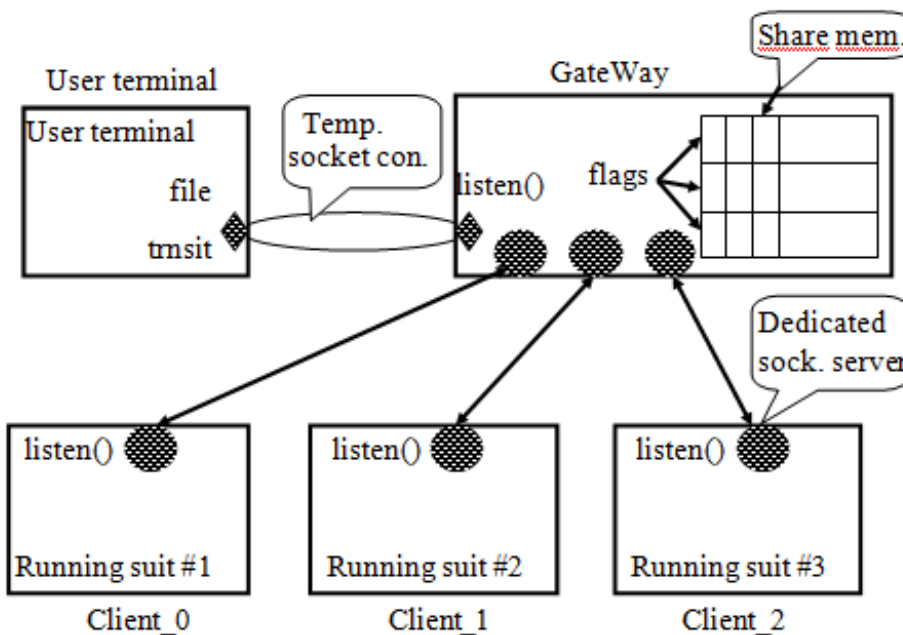 Share mem.
User terminal
GateWay
User terminal
Temp.
socket con.
file
listen()
flags
trnsit
Dedicated
sock. server
listen()
listen()
listen()
Running suit #1
Running suit #2
Running suit #3
Client_0
Client_1
Client_2